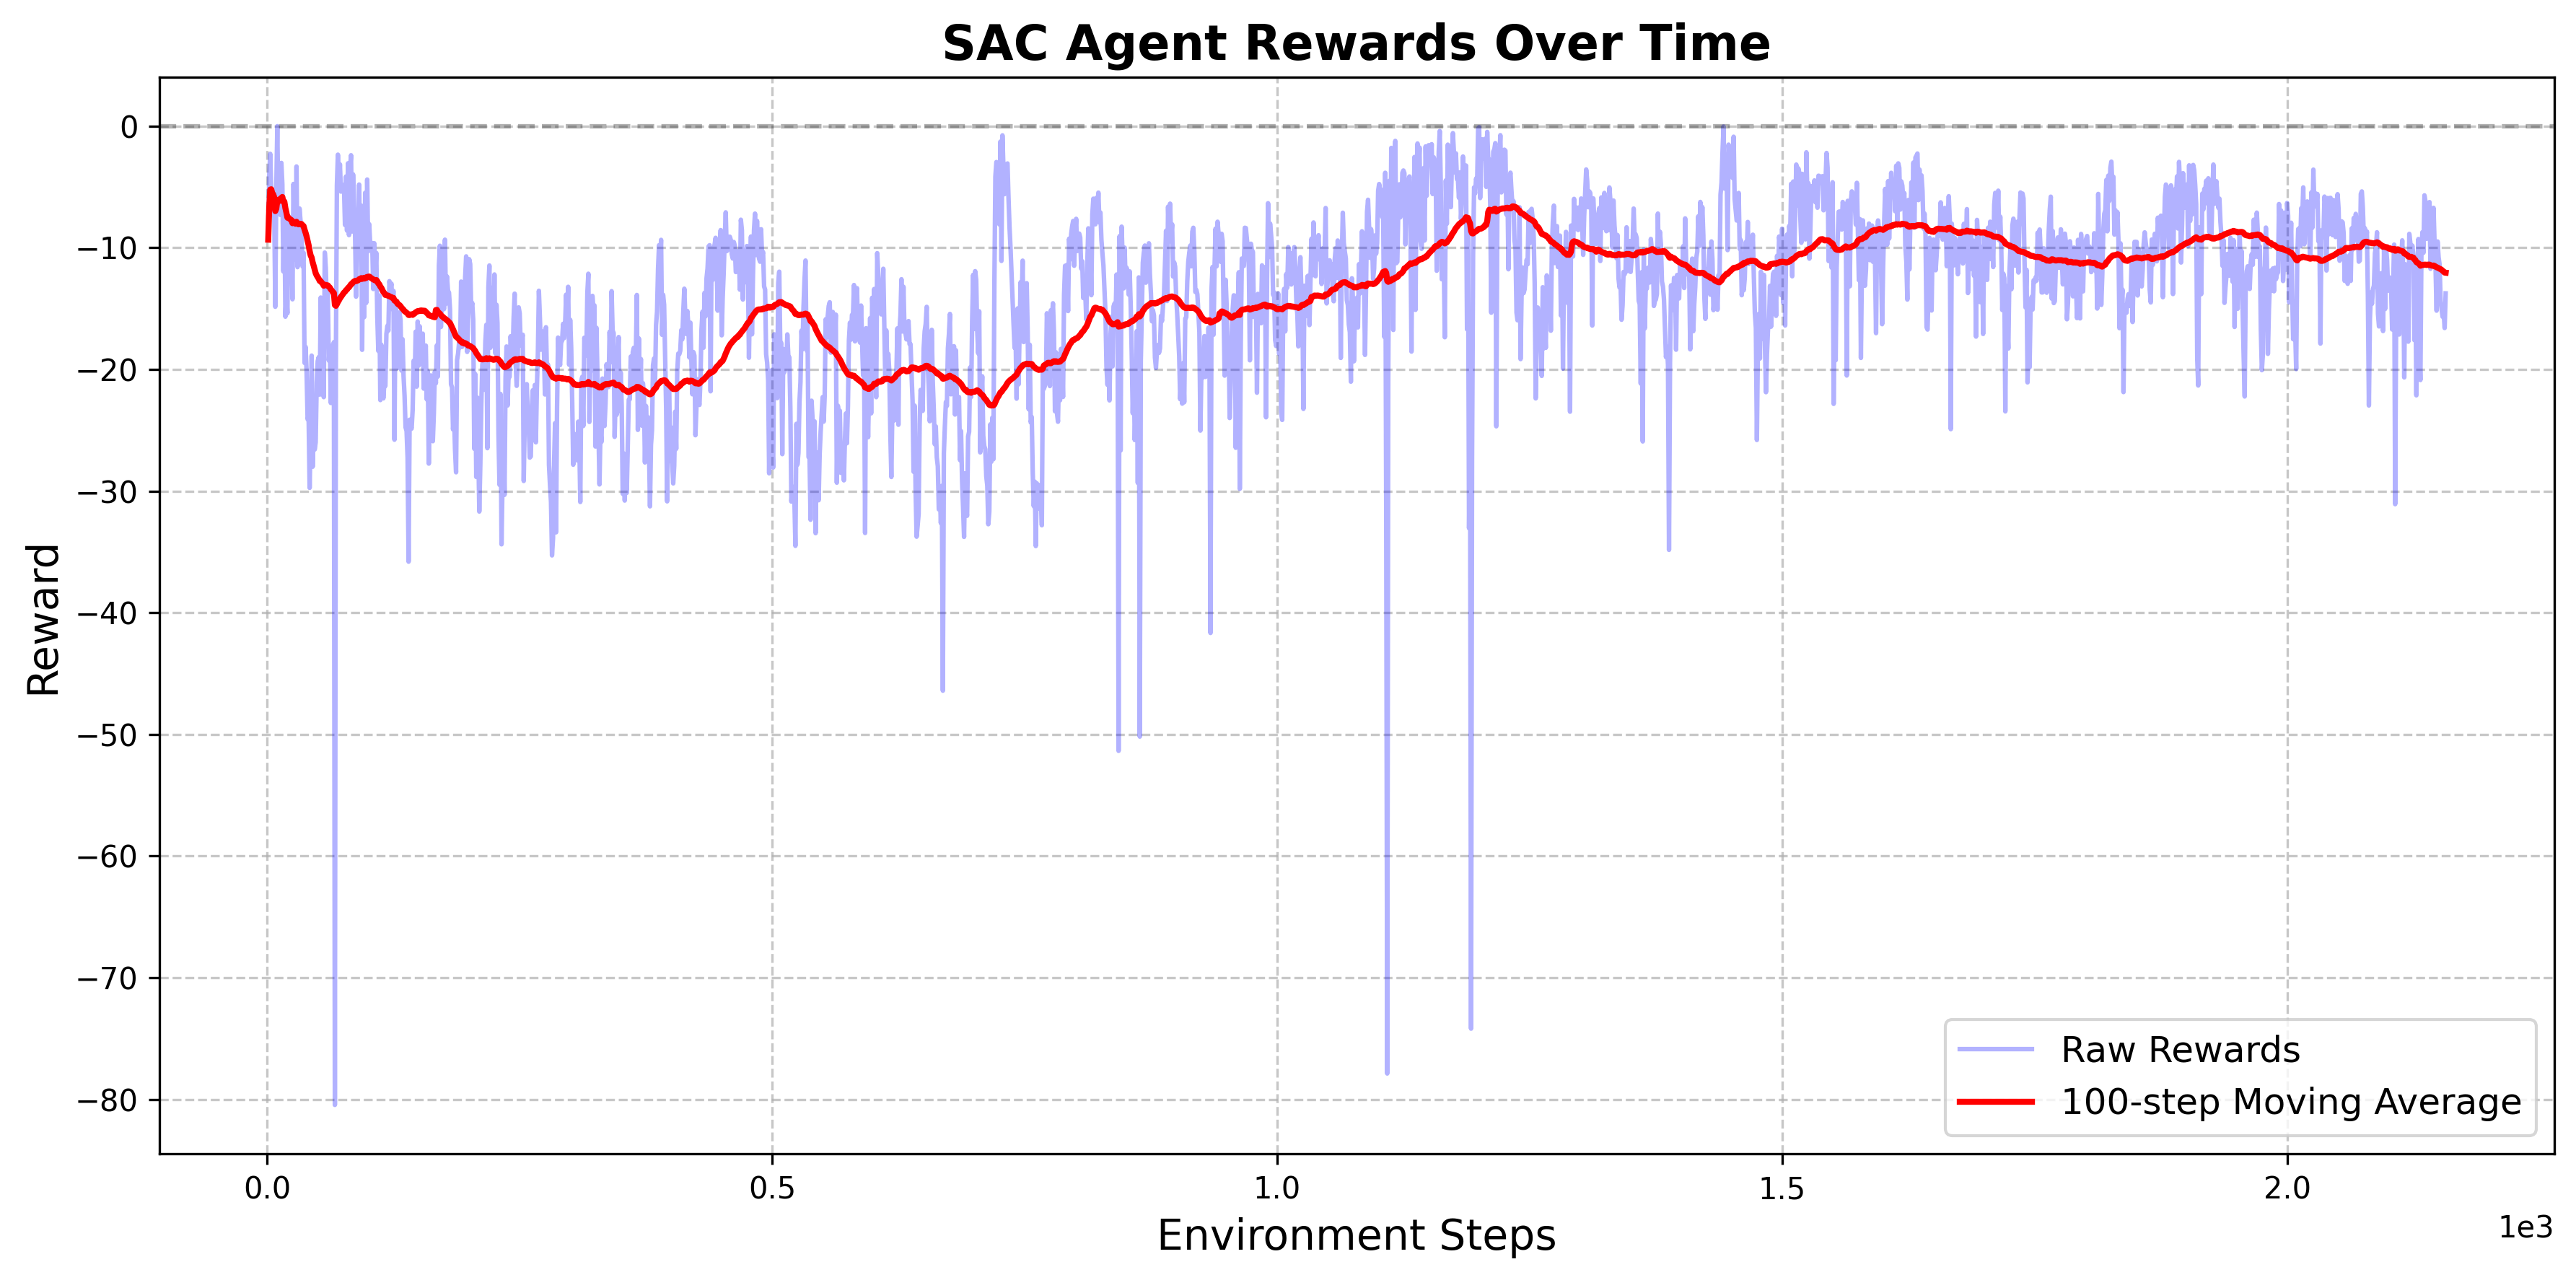 SAC Agent Rewards Over Time
0
−10
−20
−30
−40
−50
−60
−70
−80
Reward
0.0
0.5
1.0
1.5
2.0
1e3
Environment Steps
Raw Rewards
100-step Moving Average